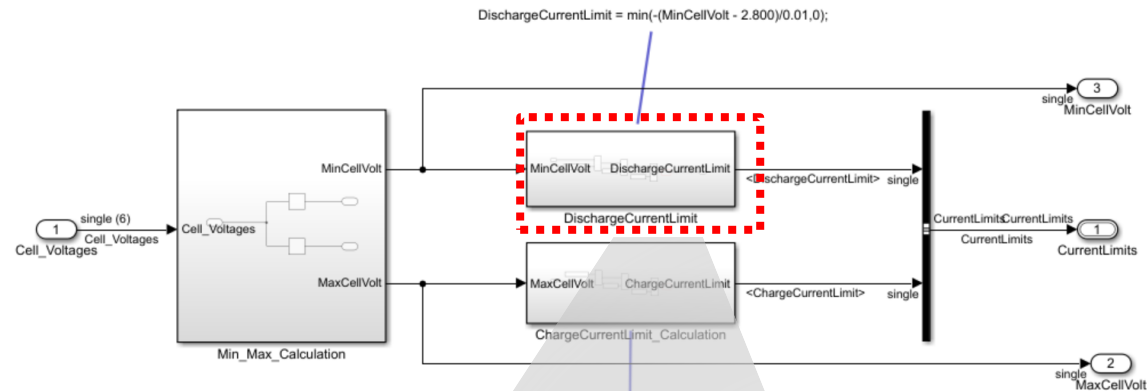 DischargeCurrentLimit = min(-(MinCellVolt - 2.800)/0.01,0);
3
single
MinCellVolt
MinCellVolt
MinCellVolt
DischargeCurrentLimit
<DischargeCurrentLimit>
single
DischargeCurrentLimit
1
Cell_Voltages
single (6)
Cell_Voltages
Cell_Voltages
CurrentLimits
CurrentLimits
CurrentLimits
1
CurrentLimits
MaxCellVolt
MaxCellVolt
ChargeCurrentLimit
<ChargeCurrentLimit>
single
ChargeCurrentLimit_Calculation
Min_Max_Calculation
2
single
MaxCellVolt